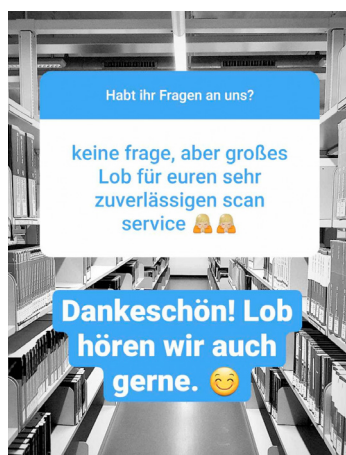 Habt ihr Fragen an uns?
keine frage, aber großes
Lob für euren sehr
zuverlässigen scan
service 🙏🏼🙏🏼
Dankeschön! Lob
hören wir auch
gerne. 😊